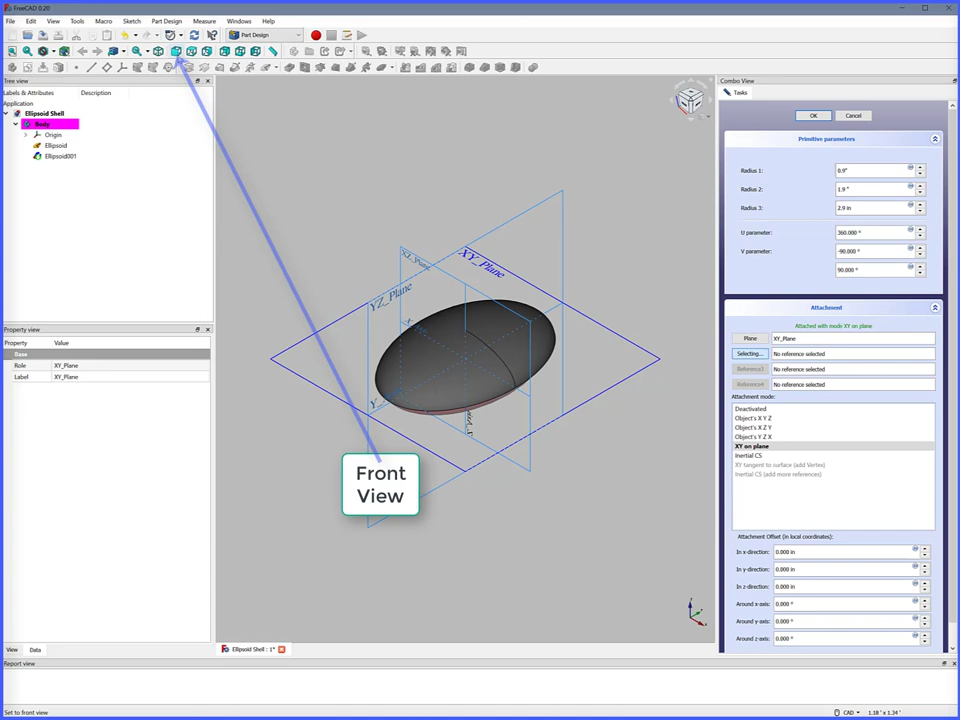 FreeCAD 0.20
File Edit View Tools Macro Sketch Part Design Measure Windows Help
Part Design
Tree view
Labels & Attributes Description
Application
Ellipsoid Shell
Body
Origin
Ellipsoid
Ellipsoid001
Property view
Property Value
Base
Role XY_Plane
Label XY_Plane
View Data
XY_Plane
YZ_Plane
Front
View
Ellipsoid Shell : 1*
Combo View
Tasks
OK Cancel
Primitive parameters
Radius 1: 0.9"
Radius 2: 1.9 "
Radius 3: 2.9 in
U parameter: 360.000 °
V parameter: -90.000 °
90.000 °
Attachment
Attached with mode XY on plane
Plane XY_Plane
Selecting... No reference selected
Reference3 No reference selected
Reference4 No reference selected
Attachment mode:
Deactivated
Object's X Y Z
Object's X Z Y
Object's Y Z X
XY on plane
Inertial CS
XY tangent to surface (add Vertex)
Inertial CS (add more references)
Attachment Offset (in local coordinates):
In x-direction: 0.000 in
In y-direction: 0.000 in
In z-direction: 0.000 in
Around x-axis: 0.000 °
Around y-axis: 0.000 °
Around z-axis: 0.000 °
Report view
Set to front view
CAD 1.18 ' x 1.34 '